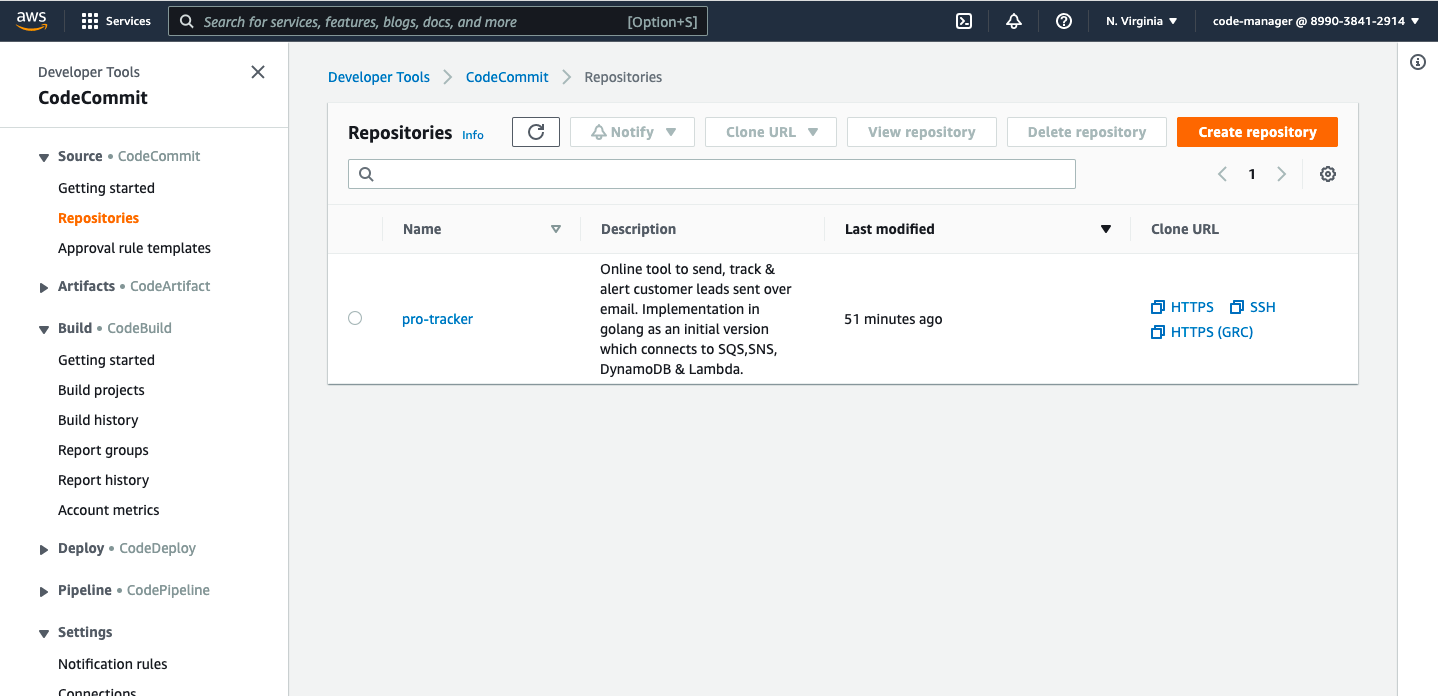 aws
Services
Search for services, features, blogs, docs, and more
[Option+S]
N. Virginia
code-manager @ 8990-3841-2914
Developer Tools
CodeCommit
Source • CodeCommit
Getting started
Repositories
Approval rule templates
Artifacts • CodeArtifact
Build • CodeBuild
Getting started
Build projects
Build history
Report groups
Report history
Account metrics
Deploy • CodeDeploy
Pipeline • CodePipeline
Settings
Notification rules
Connections
Developer Tools
CodeCommit
Repositories
Repositories Info
Notify
Clone URL
View repository
Delete repository
Create repository
1
Name
Description
Last modified
Clone URL
pro-tracker
Online tool to send, track &
alert customer leads sent over
email. Implementation in
golang as an initial version
which connects to SQS,SNS,
DynamoDB & Lambda.
51 minutes ago
HTTPS
SSH
HTTPS (GRC)